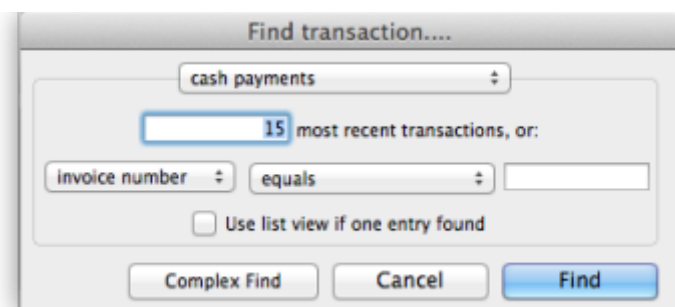 Find transaction....
cash payments
15 most recent transactions, or:
invoice number equals
Use list view if one entry found
Complex Find Cancel Find